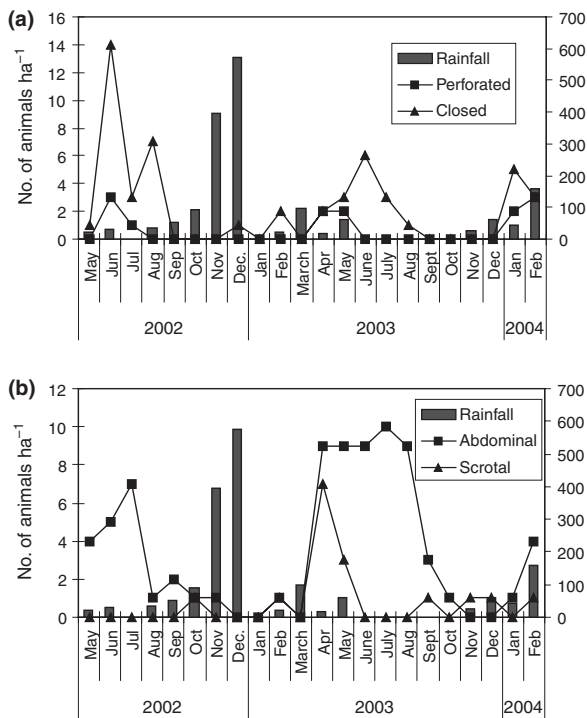 (a)
No. of animals ha⁻¹
16
14
12
10
8
6
4
2
0
700
600
500
400
300
200
100
0
Rainfall
Perforated
Closed
May Jun Jul Aug Sep Oct Nov Dec. Jan Feb March Apr May June July Aug Sept Oct Nov Dec Jan Feb
2002 2003 2004
(b)
No. of animals ha⁻¹
12
10
8
6
4
2
0
700
600
500
400
300
200
100
0
Rainfall
Abdominal
Scrotal
May Jun Jul Aug Sep Oct Nov Dec. Jan Feb March Apr May June July Aug Sept Oct Nov Dec Jan Feb
2002 2003 2004